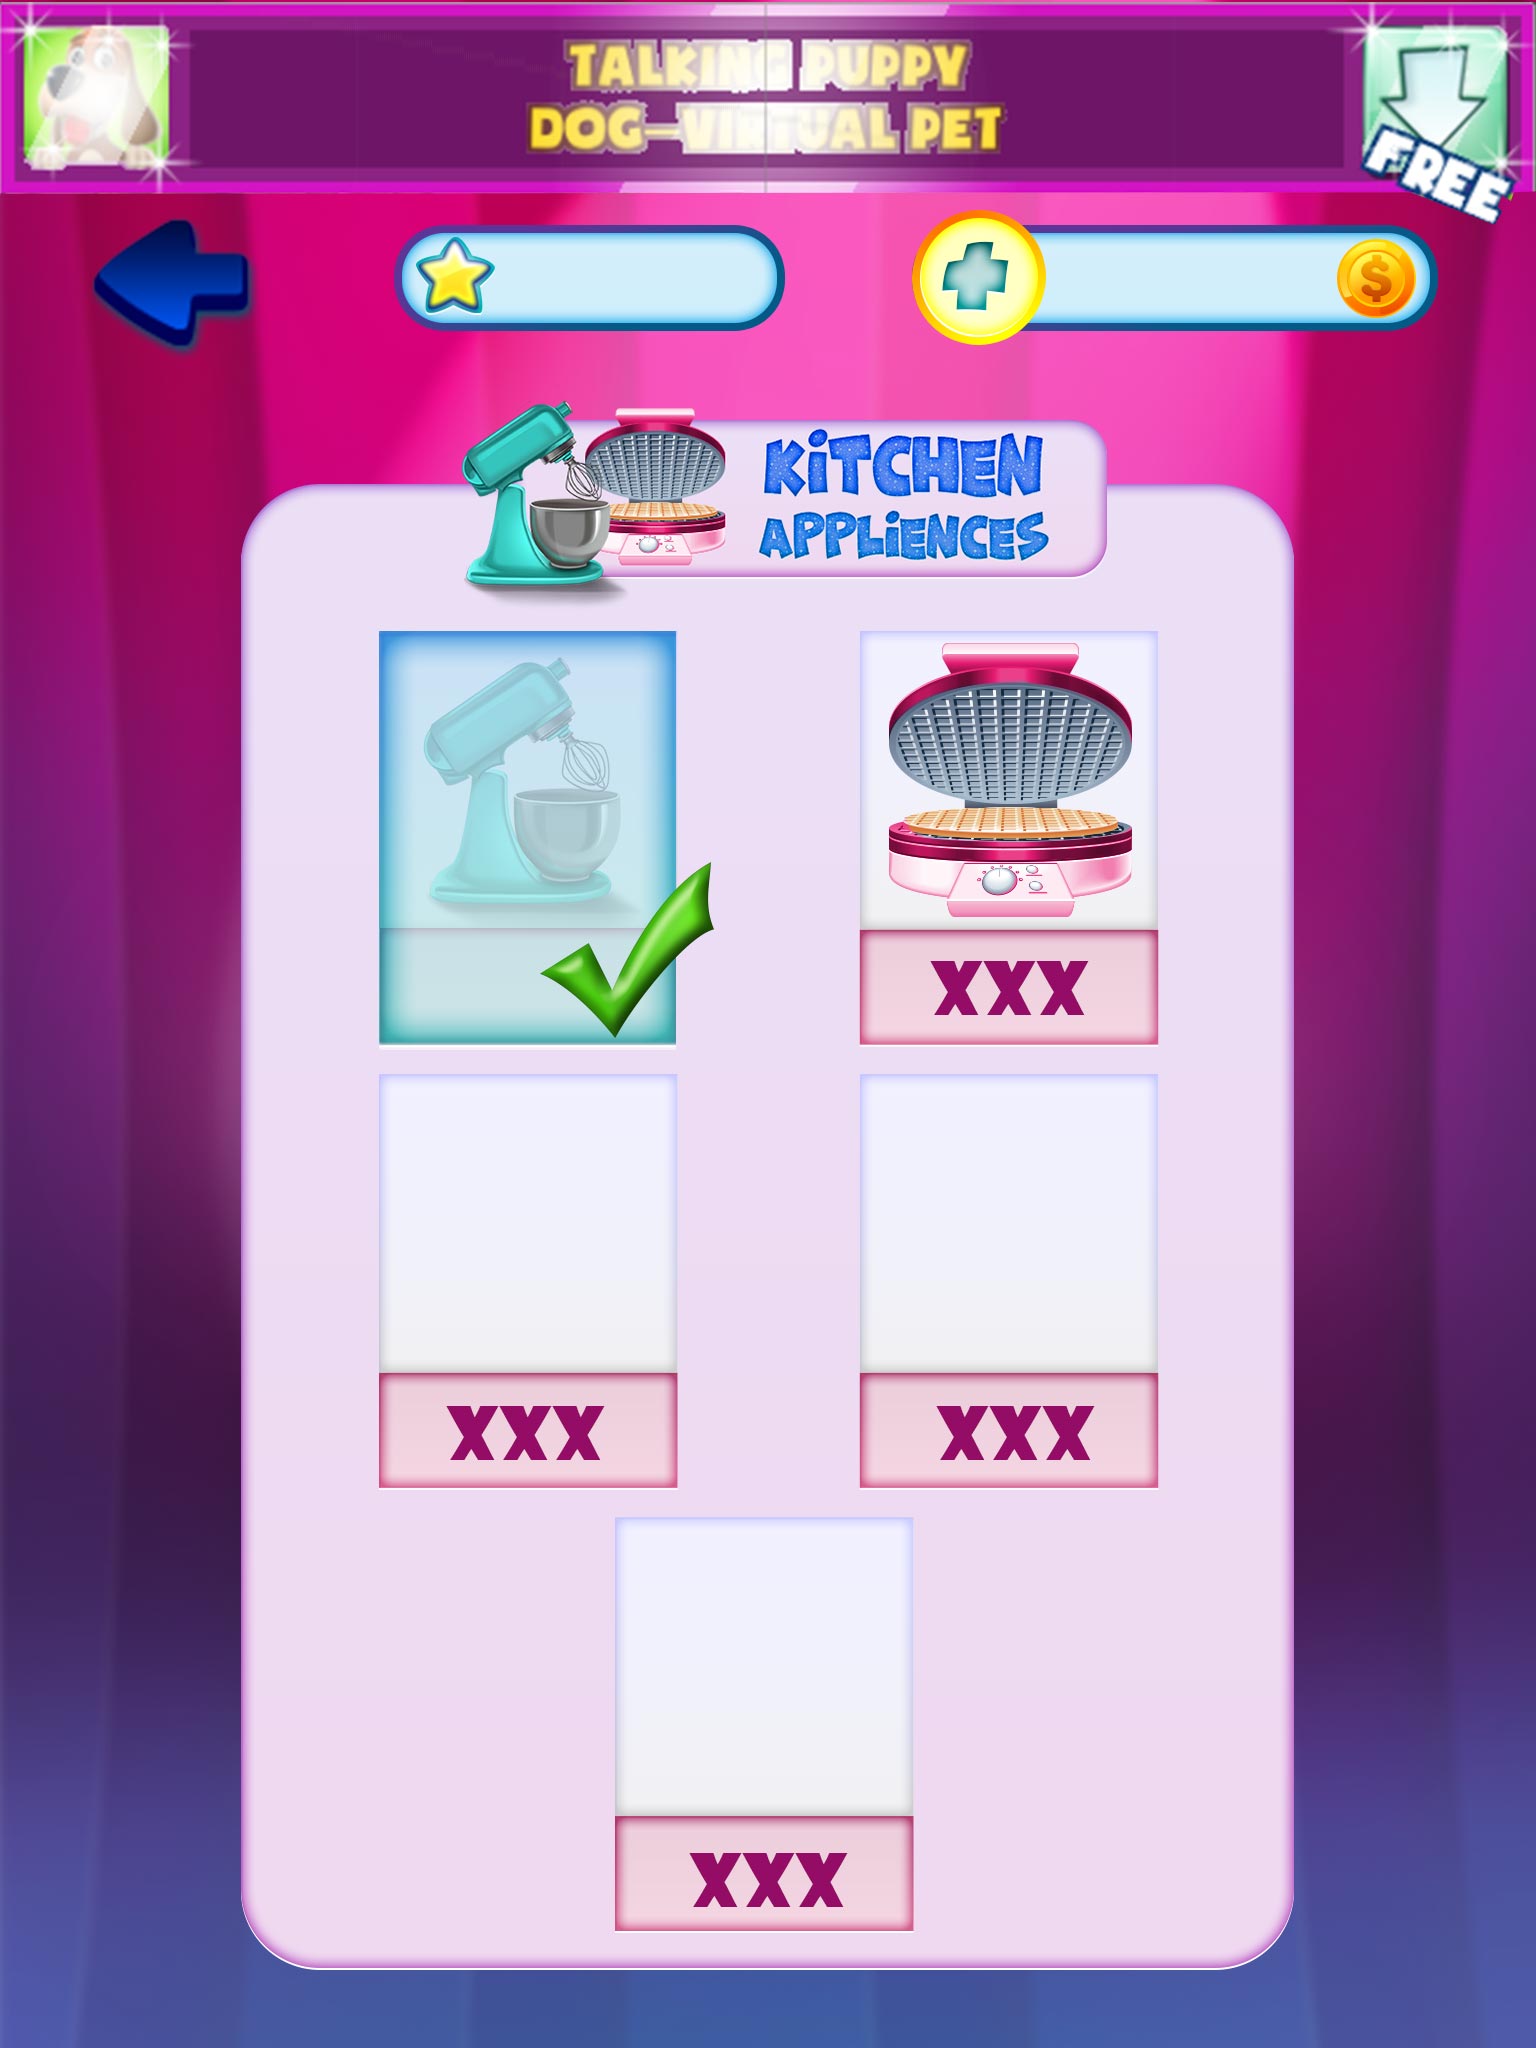 TALKING PUPPY
DOG-VIRTUAL PET
FREE
$
KiTCHEN
APPLiENCES
XXX
XXX
XXX
XXX